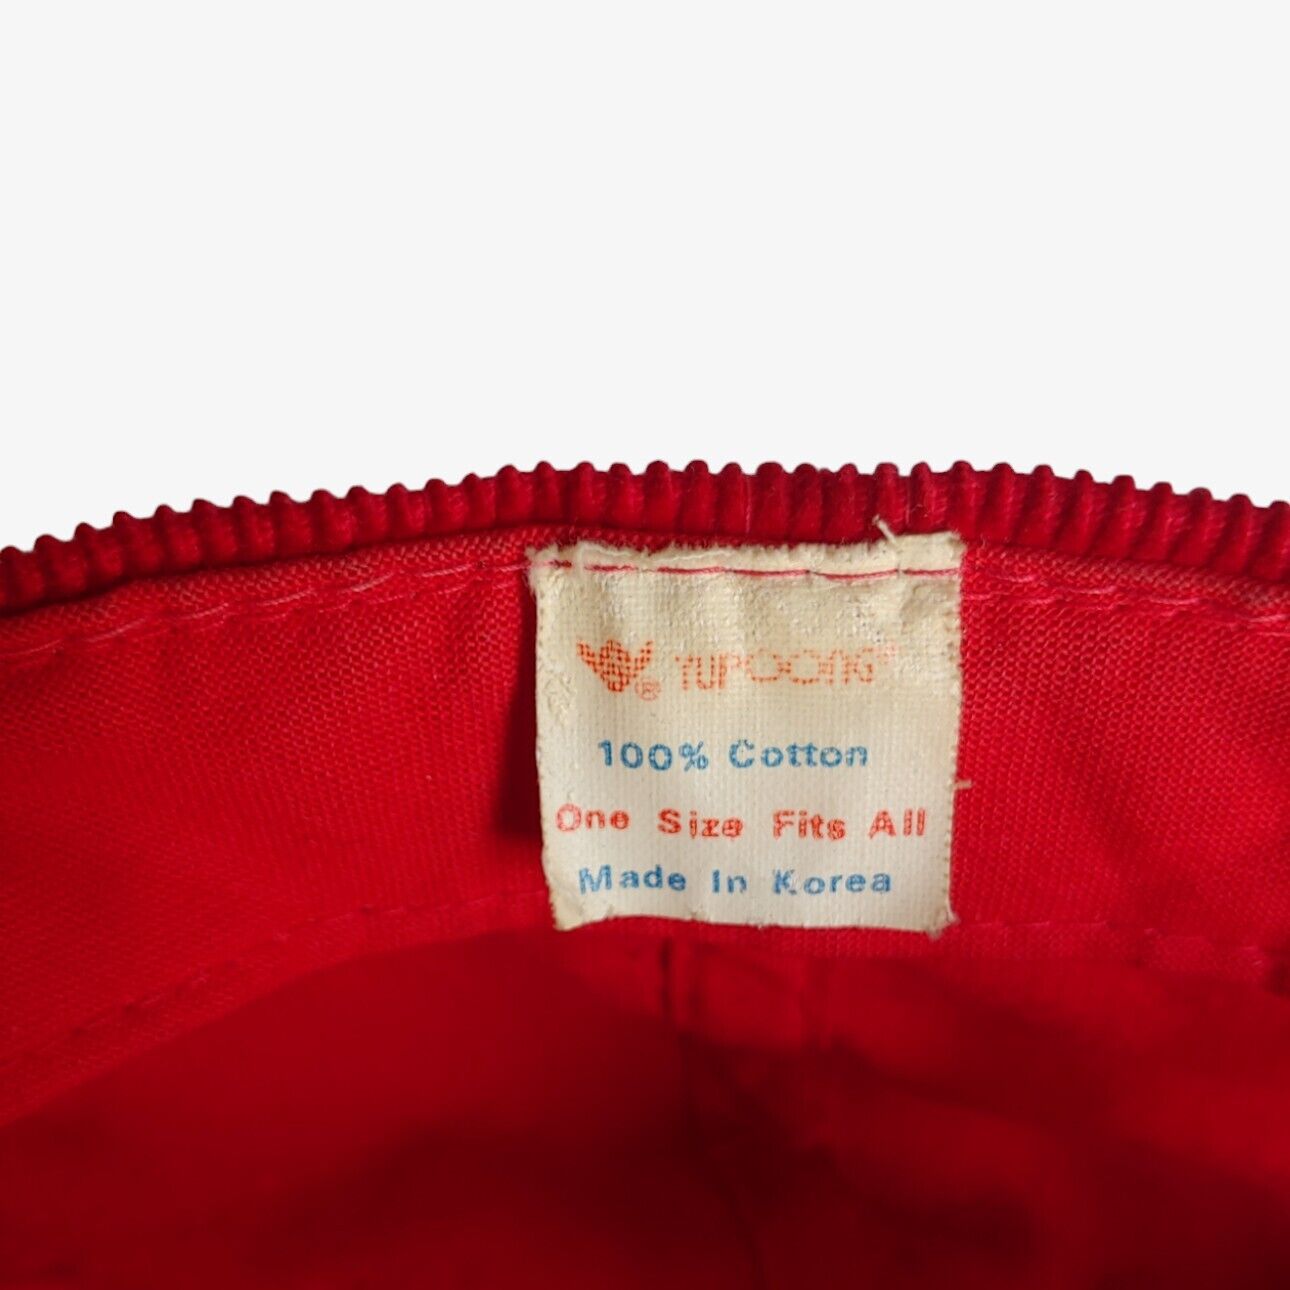 ® YUPOONG®
100% Cotton
One Size Fits All
Made In Korea